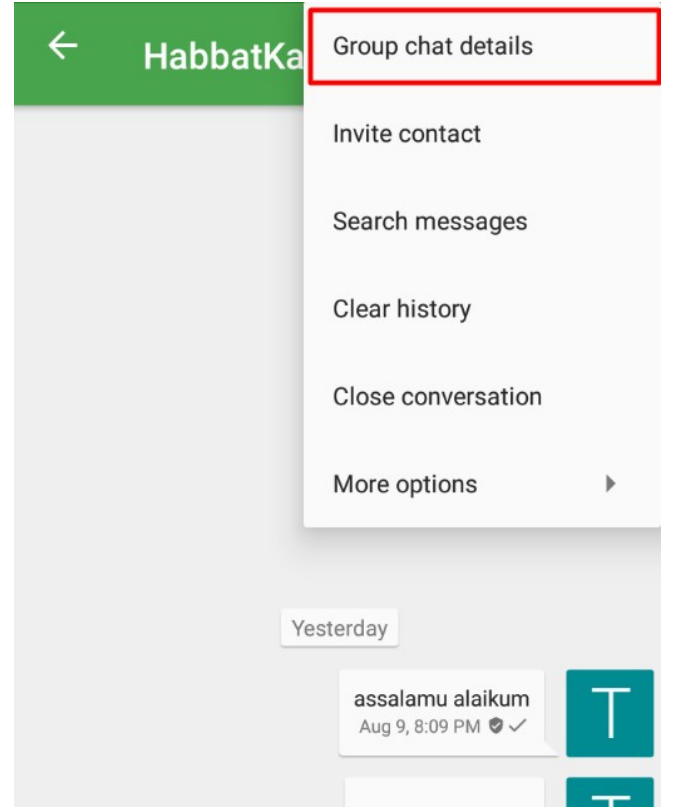 HabbatKa
Group chat details
Invite contact
Search messages
Clear history
Close conversation
More options
Yesterday
assalamu alaikum
Aug 9, 8:09 PM
T
T